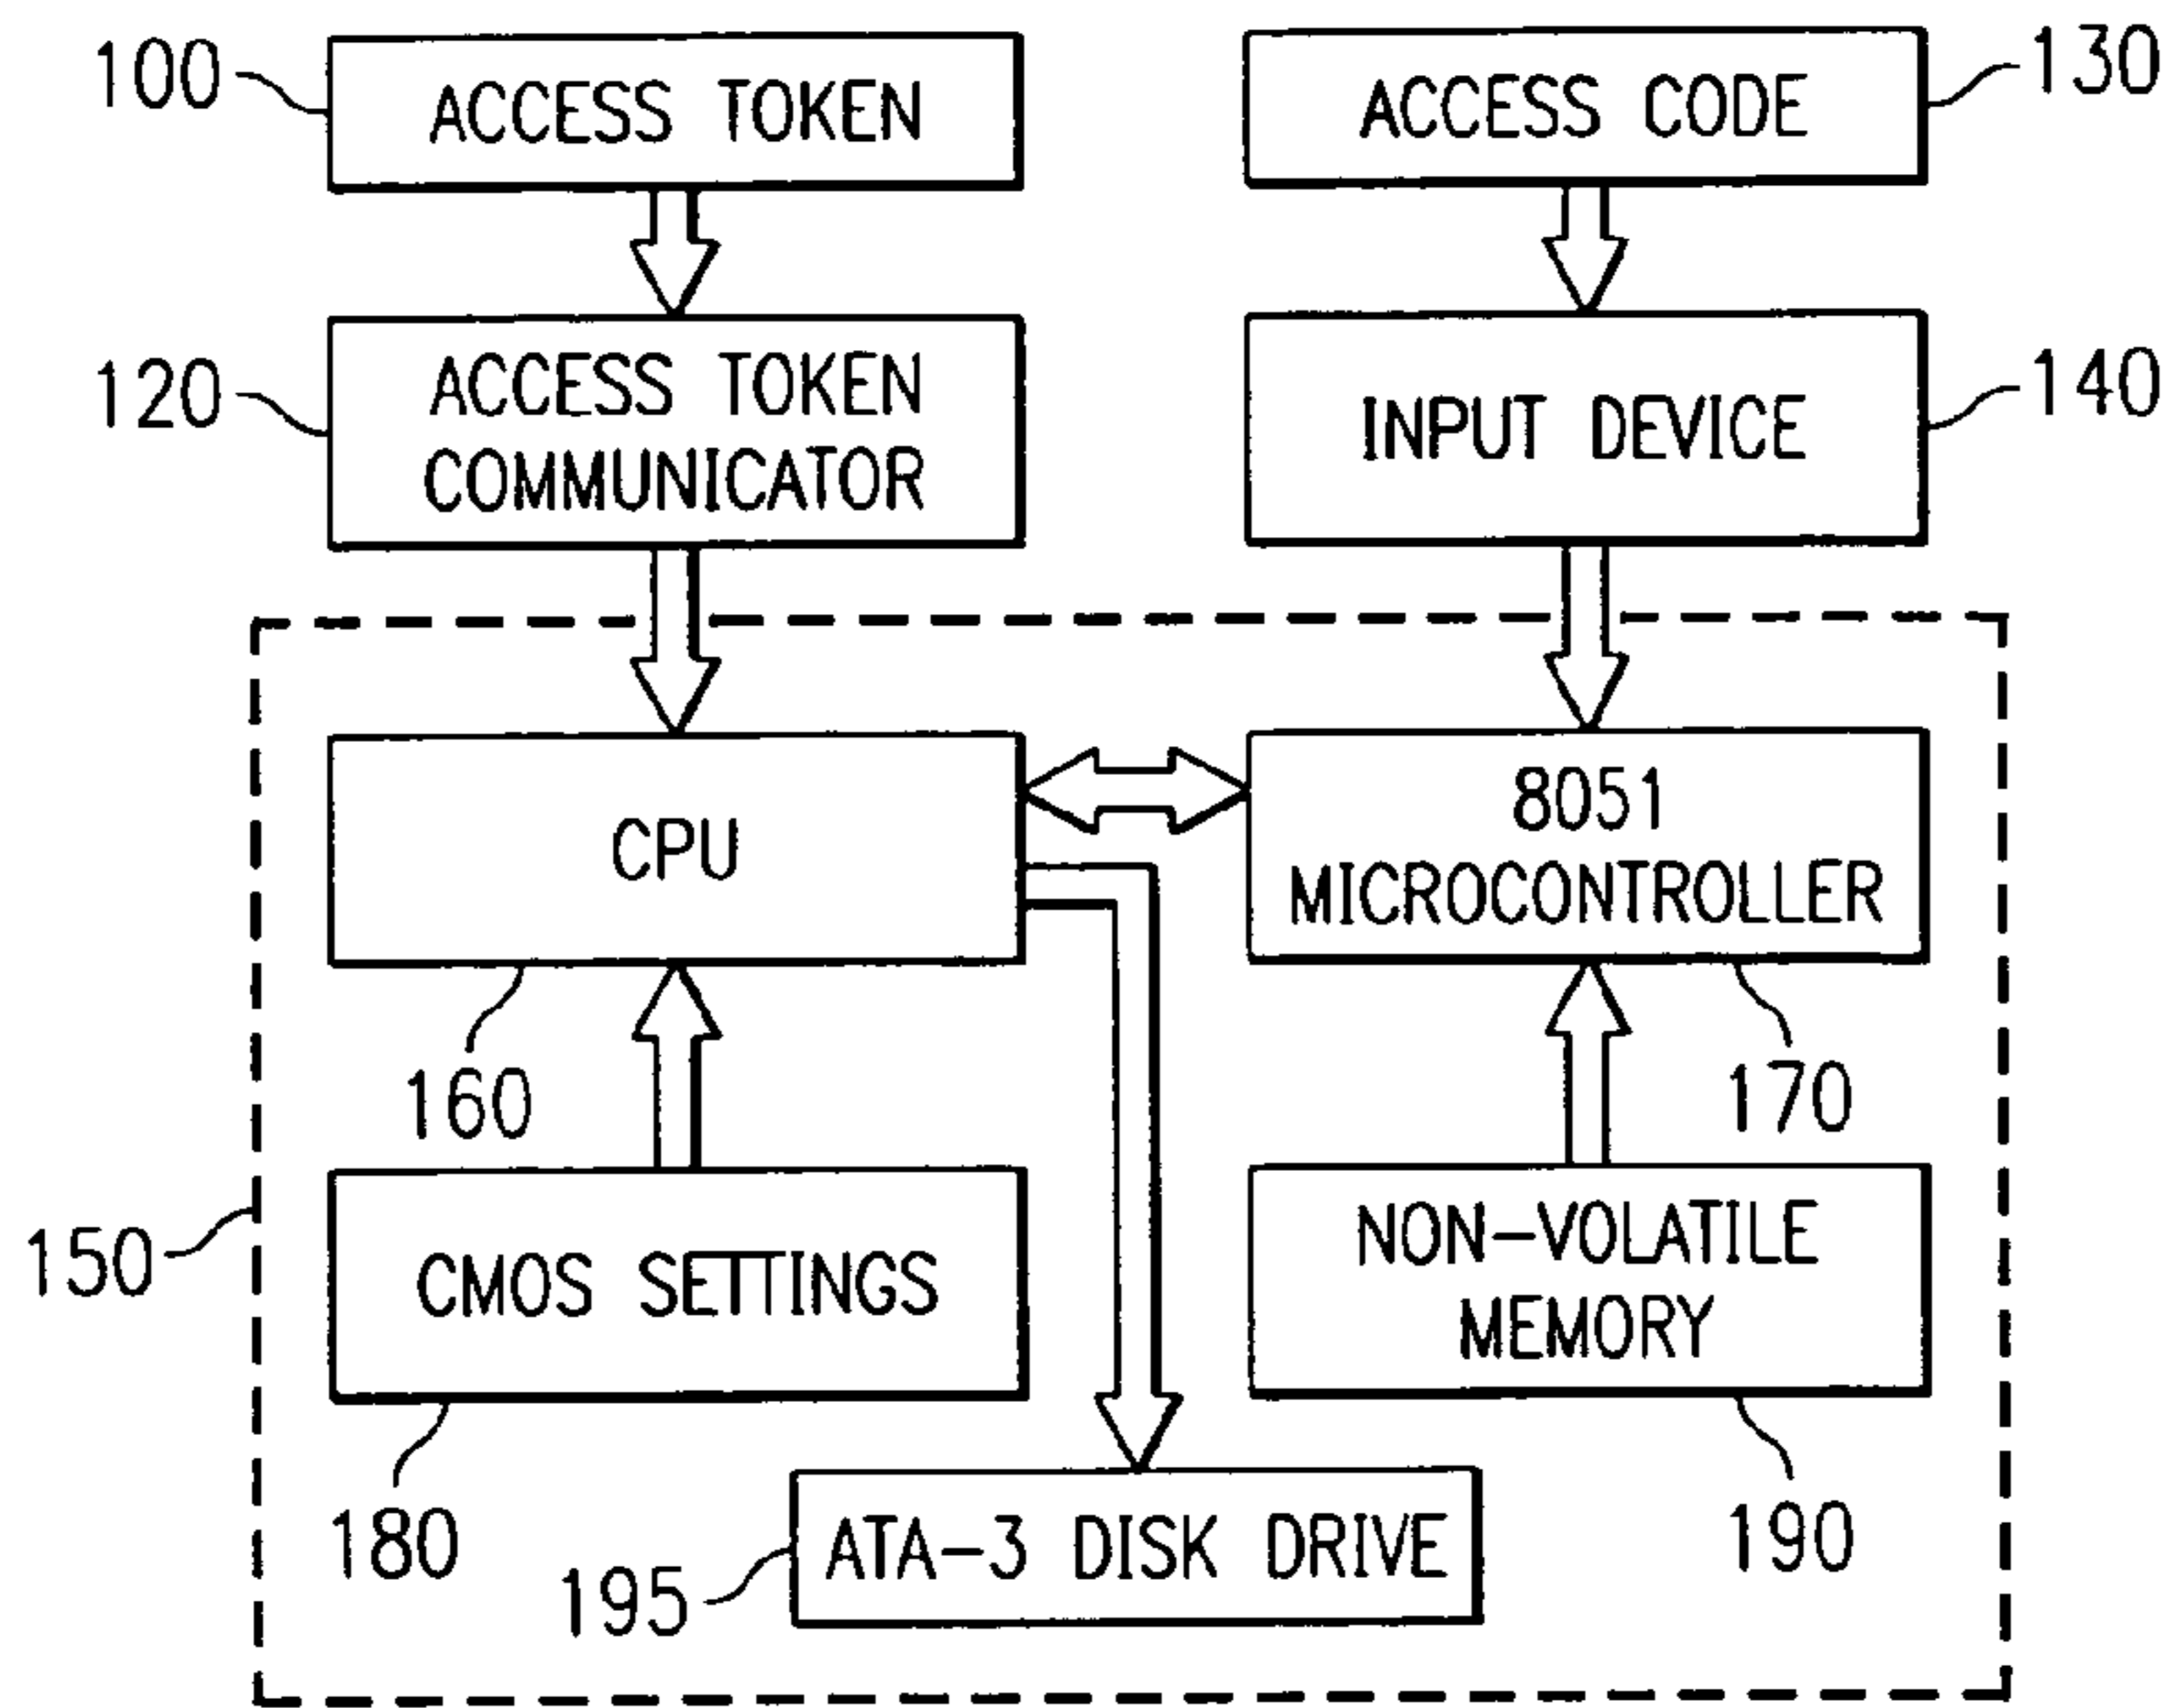 100
ACCESS TOKEN
ACCESS CODE
130
120
ACCESS TOKEN
COMMUNICATOR
INPUT DEVICE
140
CPU
8051
MICROCONTROLLER
160
170
150
CMOS SETTINGS
NON-VOLATILE
MEMORY
180
195
ATA-3 DISK DRIVE
190